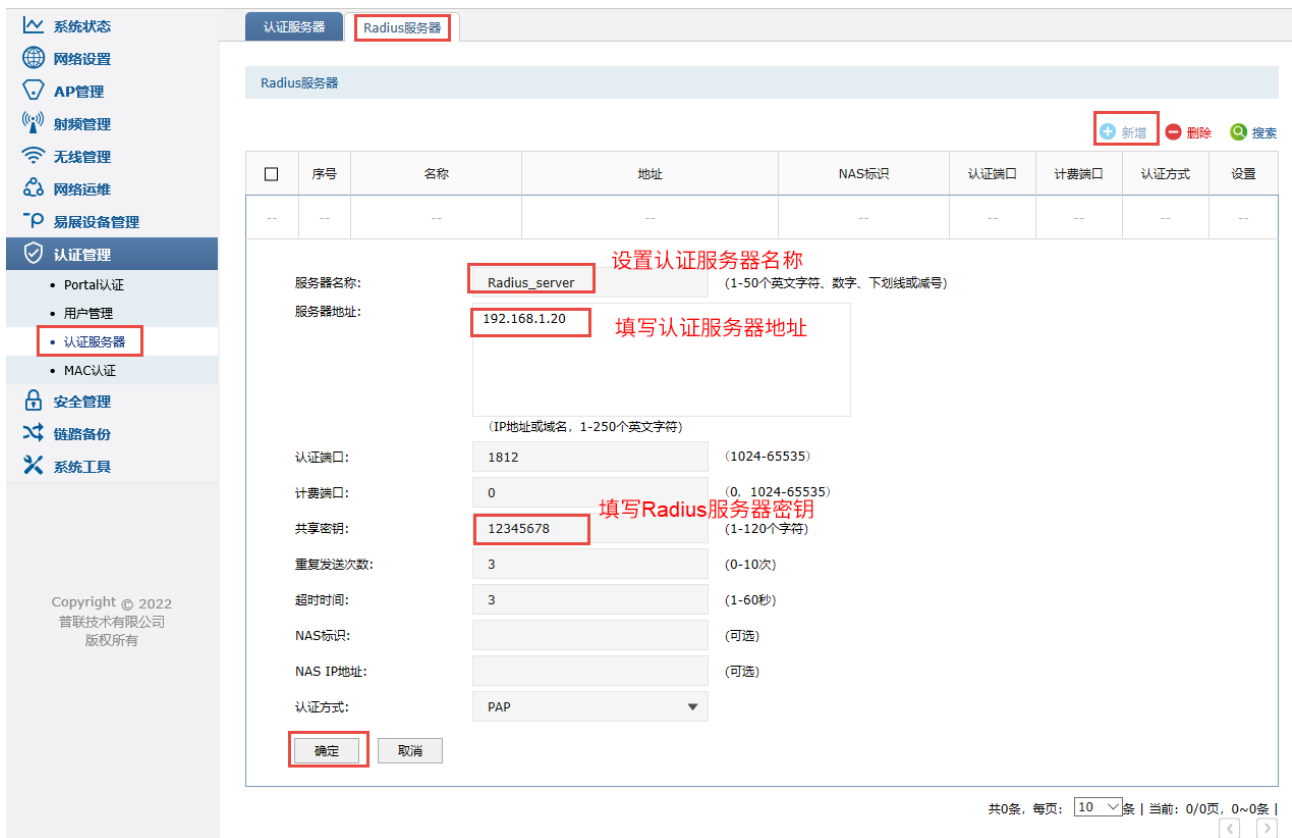 系统状态
网络设置
AP管理
射频管理
无线管理
网络运维
易展设备管理
认证管理
• Portal认证
• 用户管理
• 认证服务器
• MAC认证
安全管理
链路备份
系统工具
Copyright © 2022
普联技术有限公司
版权所有
认证服务器 Radius服务器
Radius服务器
新增 删除 搜索
序号 名称 地址 NAS标识 认证端口 计费端口 认证方式 设置
-- -- -- -- -- -- -- -- --
设置认证服务器名称
服务器名称: Radius_server (1-50个英文字符、数字、下划线或减号)
服务器地址: 192.168.1.20 填写认证服务器地址
(IP地址或域名，1-250个英文字符)
认证端口: 1812 (1024-65535)
计费端口: 0 (0，1024-65535)
填写Radius服务器密钥
共享密钥: 12345678 (1-120个字符)
重复发送次数: 3 (0-10次)
超时时间: 3 (1-60秒)
NAS标识: (可选)
NAS IP地址: (可选)
认证方式: PAP
确定 取消
共0条，每页: 10 条 | 当前: 0/0页，0~0条 |